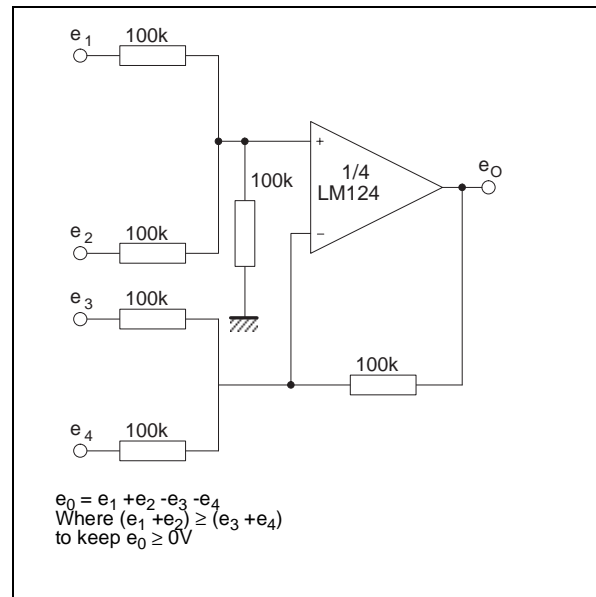 e1
100k
+
1/4
LM124
eO
100k
e2
100k
−
e3
100k
100k
e4
100k
e0 = e1 +e2 -e3 -e4
Where (e1 +e2) ≥ (e3 +e4)
to keep e0 ≥ 0V